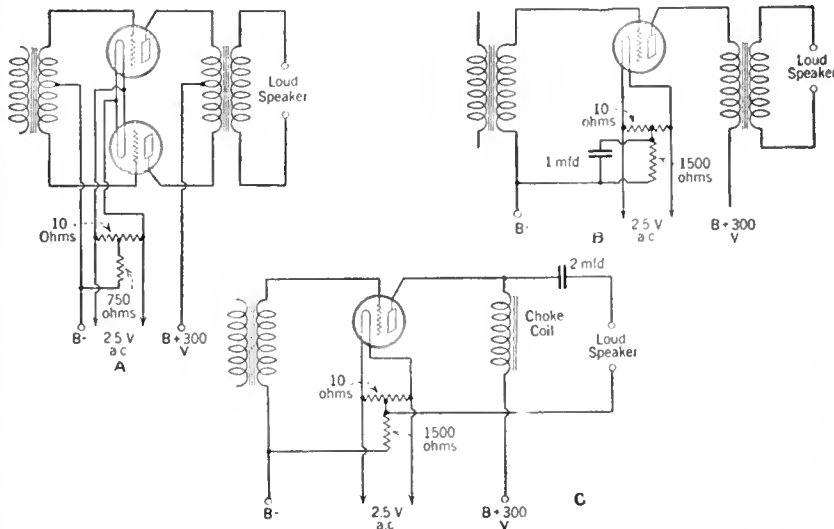 Loud
Speaker
10
Ohms
750
ohms
B-
2.5 V
a c
B + 300
V
A
Loud
Speaker
10
ohms
1 mfd
1500
ohms
B-
2.5 V
a c
B + 300
V
B
2 mfd
Choke
Coil
Loud
Speaker
10
ohms
1500
ohms
B-
2.5 V
a.c
B + 300
V
C